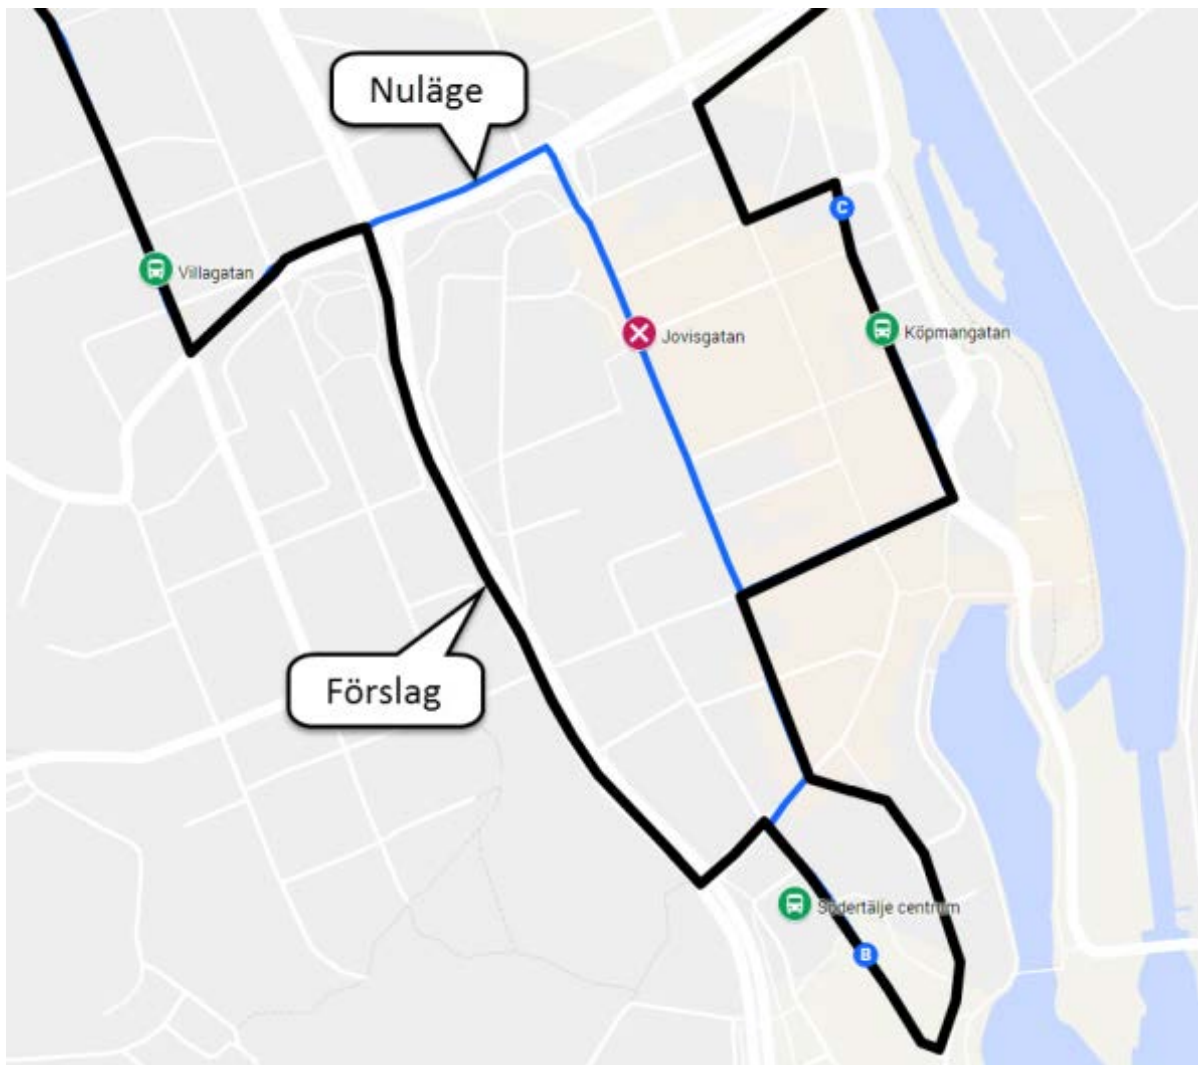 Nuläge
C
Villagatan
Jovisgatan
Köpmangatan
Förslag
Södertälje centrum
B